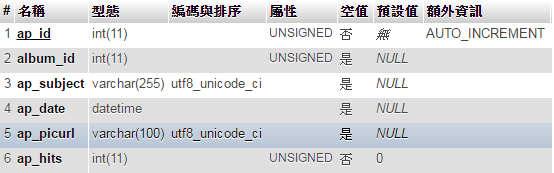 # 名稱 型態 編碼與排序 屬性 空值 預設值 額外資訊
1 ap_id int(11) UNSIGNED 否 無 AUTO_INCREMENT
2 album_id int(11) UNSIGNED 是 NULL
3 ap_subject varchar(255) utf8_unicode_ci 是 NULL
4 ap_date datetime 是 NULL
5 ap_picurl varchar(100) utf8_unicode_ci 是 NULL
6 ap_hits int(11) UNSIGNED 否 0